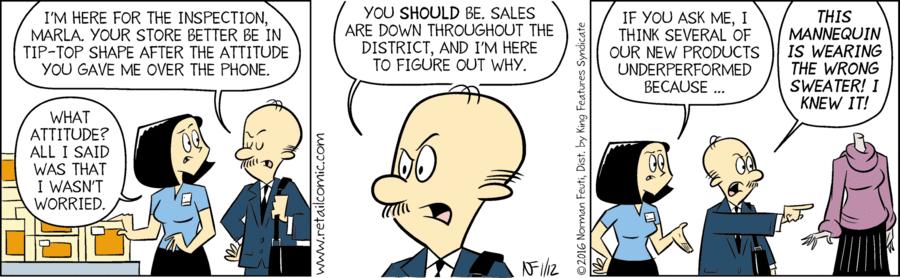 I'M HERE FOR THE INSPECTION,
MARLA. YOUR STORE BETTER BE IN
TIP-TOP SHAPE AFTER THE ATTITUDE
YOU GAVE ME OVER THE PHONE.
WHAT
ATTITUDE?
ALL I SAID
WAS THAT
I WASN'T
WORRIED.
www.retailcomic.com
YOU SHOULD BE. SALES
ARE DOWN THROUGHOUT THE
DISTRICT, AND I'M HERE
TO FIGURE OUT WHY.
NF 1/12
©2016 Norman Feuti, Dist. by King Features Syndicate
IF YOU ASK ME, I
THINK SEVERAL OF
OUR NEW PRODUCTS
UNDERPERFORMED
BECAUSE ...
THIS
MANNEQUIN
IS WEARING
THE WRONG
SWEATER! I
KNEW IT!